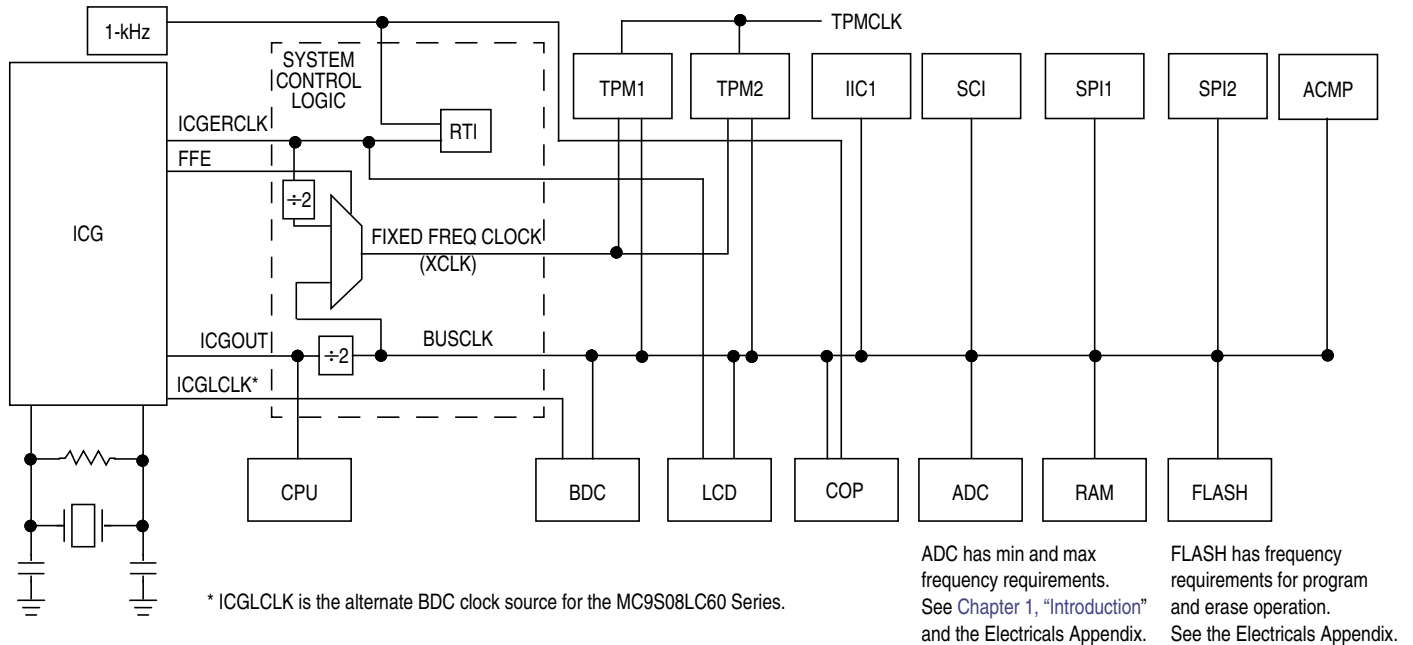 1-kHz
TPMCLK
SYSTEM
CONTROL
LOGIC
TPM1
TPM2
IIC1
SCI
SPI1
SPI2
ACMP
ICGERCLK
RTI
FFE
÷2
ICG
FIXED FREQ CLOCK
(XCLK)
ICGOUT
÷2
BUSCLK
ICGLCLK*
CPU
BDC
LCD
COP
ADC
RAM
FLASH
ADC has min and max
frequency requirements.
See Chapter 1, “Introduction”
and the Electricals Appendix.
FLASH has frequency
requirements for program
and erase operation.
See the Electricals Appendix.
* ICGLCLK is the alternate BDC clock source for the MC9S08LC60 Series.